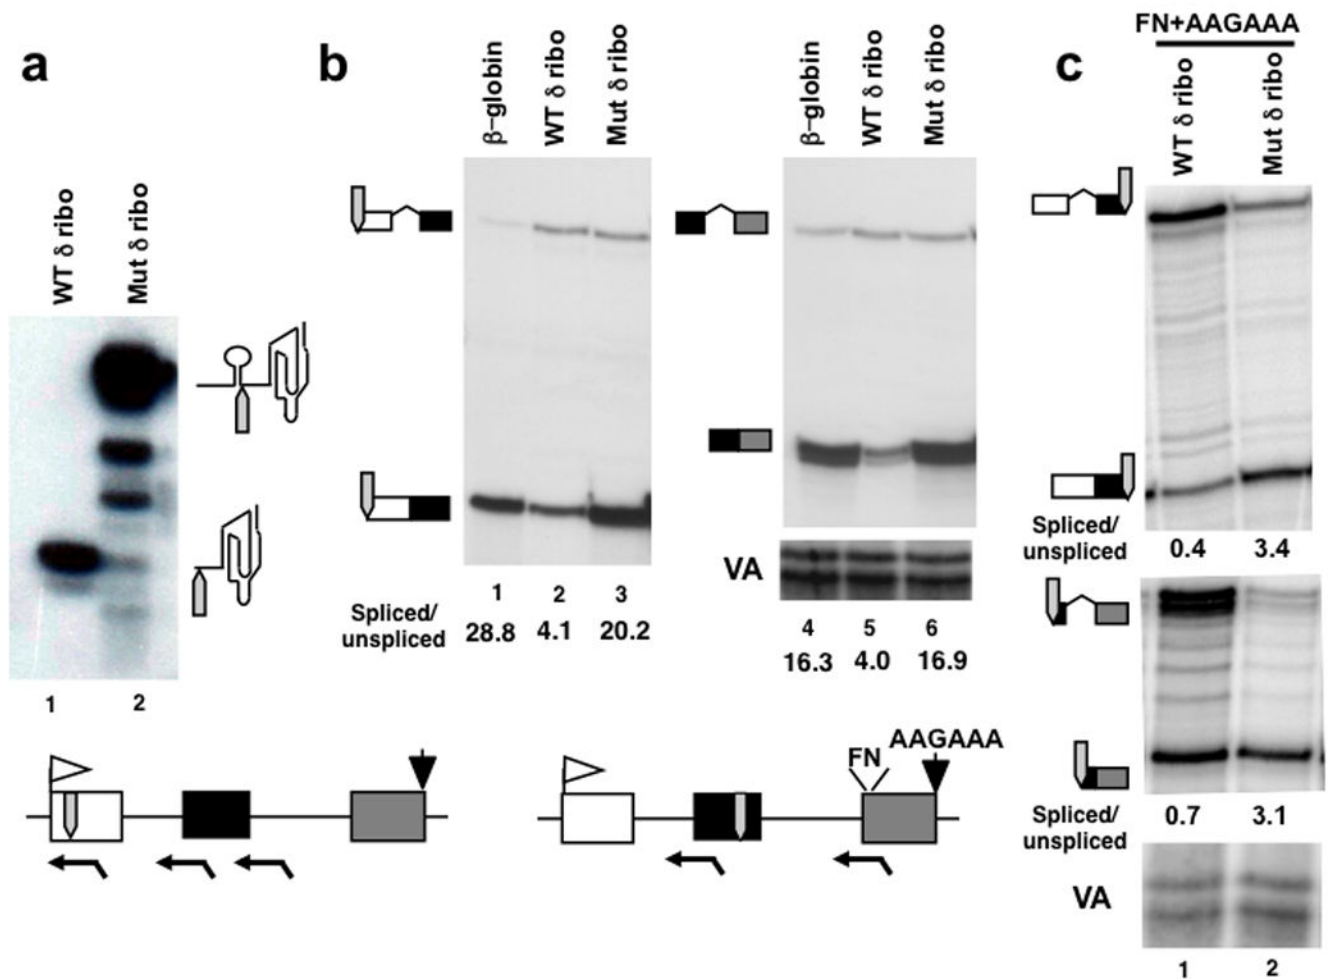 a
WT δ ribo
Mut δ ribo
1
2
b
β–globin
WT δ ribo
Mut δ ribo
1
2
3
Spliced/
unspliced
28.8
4.1
20.2
β–globin
WT δ ribo
Mut δ ribo
VA
4
5
6
16.3
4.0
16.9
FN
AAGAAA
c
FN+AAGAAA
WT δ ribo
Mut δ ribo
Spliced/
unspliced
0.4
3.4
Spliced/
unspliced
0.7
3.1
VA
1
2